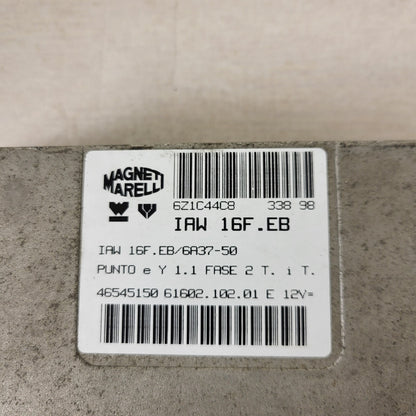 MAGNETI
MARELLI
6Z1C44C8 338 98
IAW 16F.EB
IAW 16F.EB/6A37-50
PUNTO e Y 1.1 FASE 2 T. i T.
46545150 61602.102.01 E 12V=